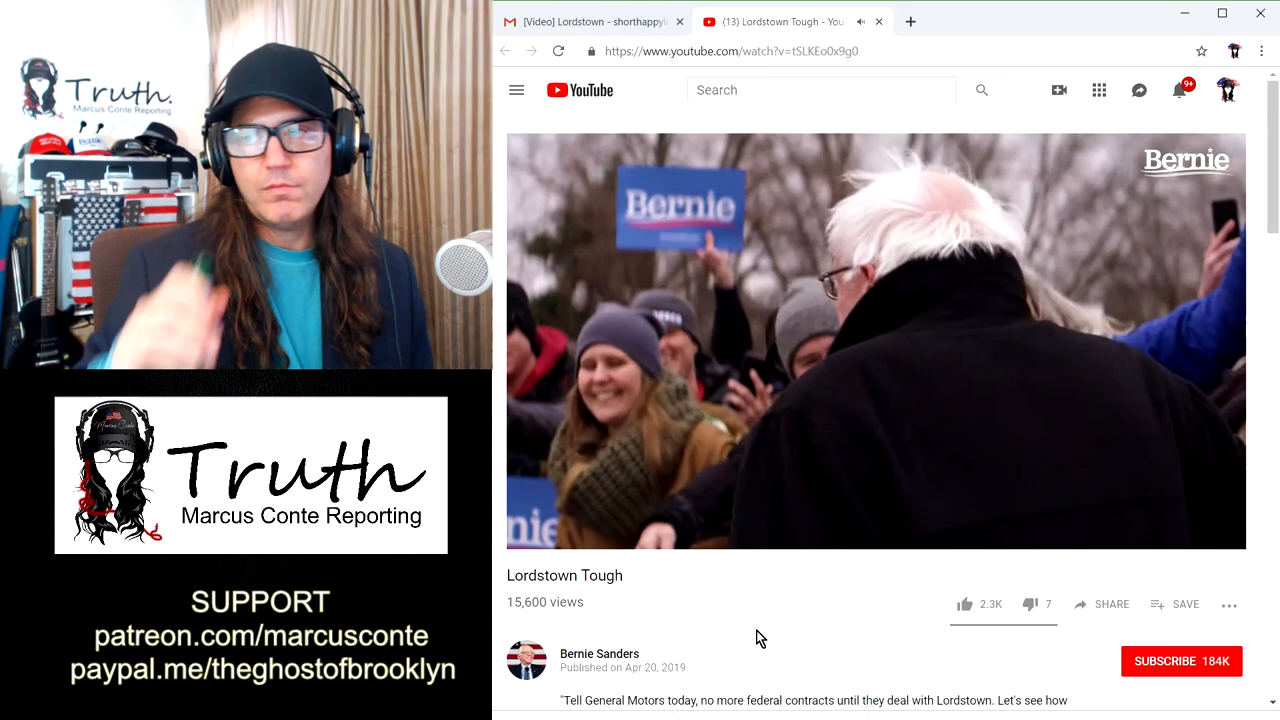 Truth.
Marcus Conte Reporting
[Video] Lordstown - shorthappyli
(13) Lordstown Tough - You
https://www.youtube.com/watch?v=tSLKEo0x9g0
YouTube
Search
9+
Bernie
Bernie
nie
Truth
Marcus Conte Reporting
SUPPORT
patreon.com/marcusconte
paypal.me/theghostofbrooklyn
Lordstown Tough
15,600 views
2.3K
7
SHARE
SAVE
Bernie Sanders
Published on Apr 20, 2019
SUBSCRIBE 184K
"Tell General Motors today, no more federal contracts until they deal with Lordstown. Let's see how